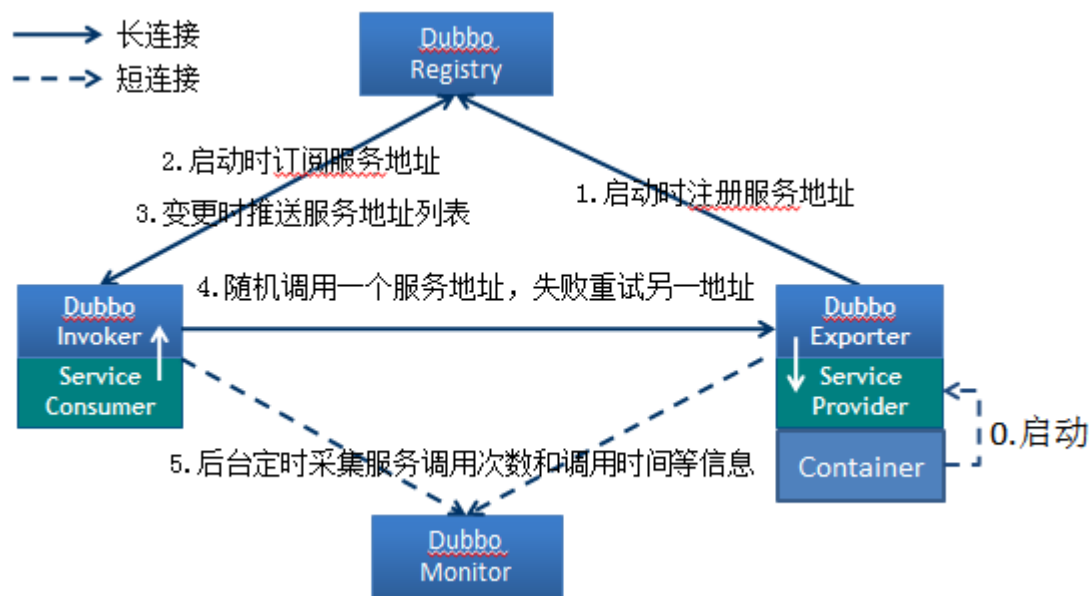 长连接
短连接
Dubbo
Registry
2.启动时订阅服务地址
1.启动时注册服务地址
3.变更时推送服务地址列表
4.随机调用一个服务地址，失败重试另一地址
Dubbo
Invoker
Service
Consumer
Dubbo
Exporter
Service
Provider
Container
0.启动
5.后台定时采集服务调用次数和调用时间等信息
Dubbo
Monitor